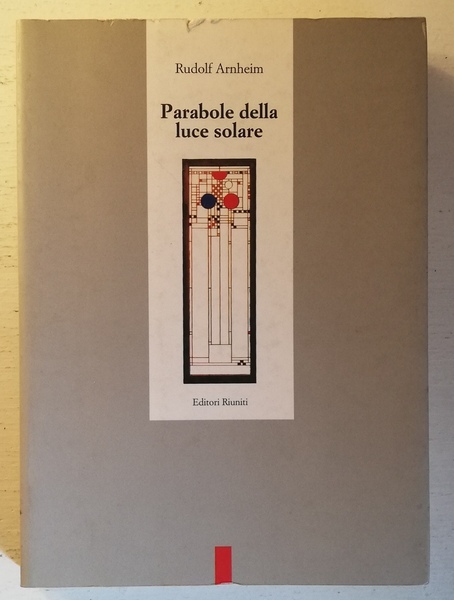 Rudolf Arnheim
Parabole della
luce solare
Editori Riuniti